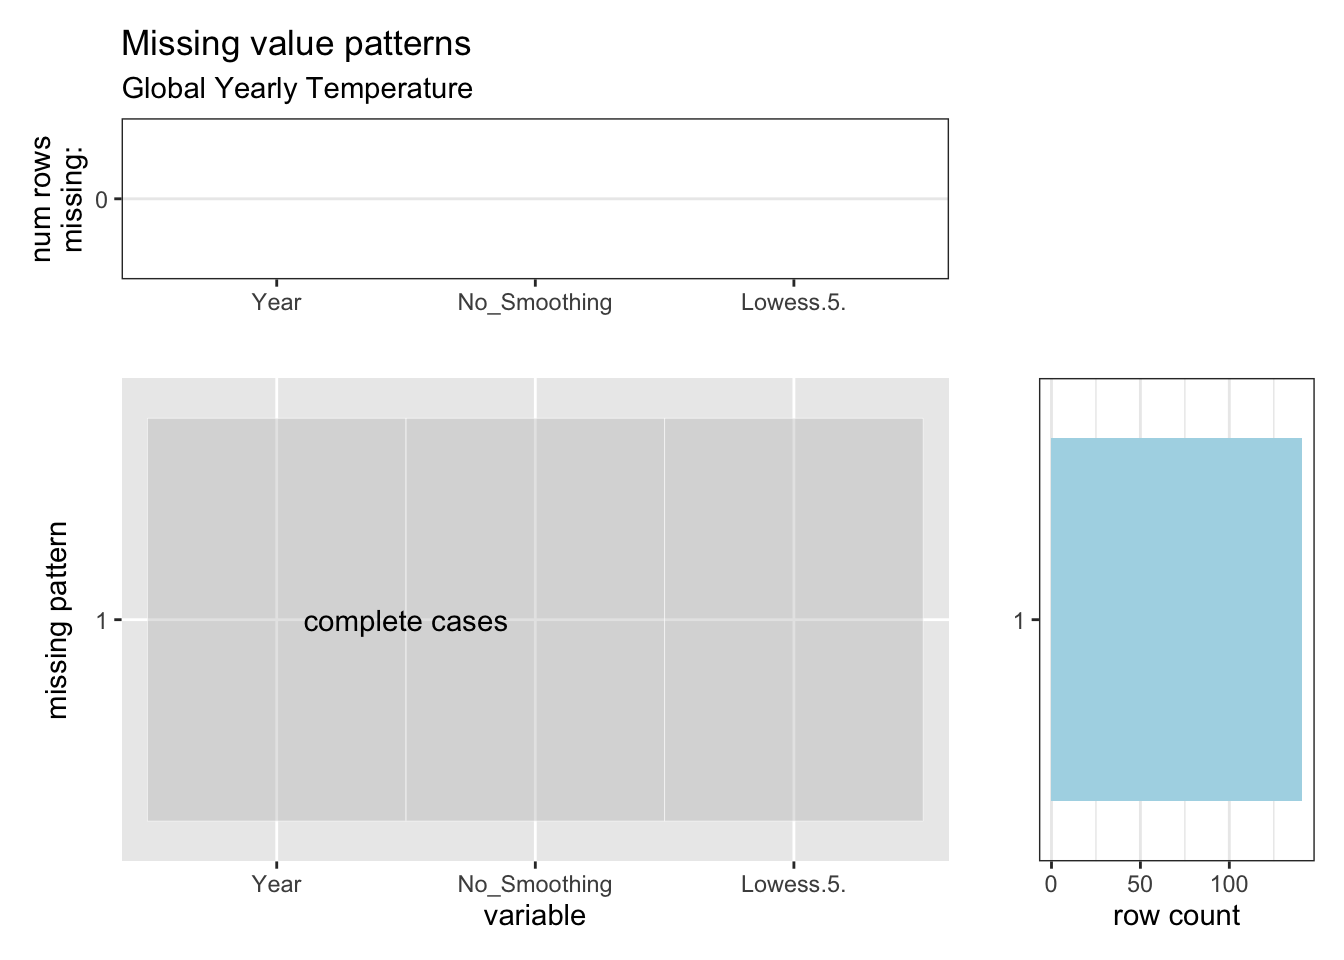 Missing value patterns
Global Yearly Temperature
num rows
missing:
0
Year No_Smoothing Lowess.5.
missing pattern
1
complete cases
Year No_Smoothing Lowess.5.
variable
1
0 50 100
row count